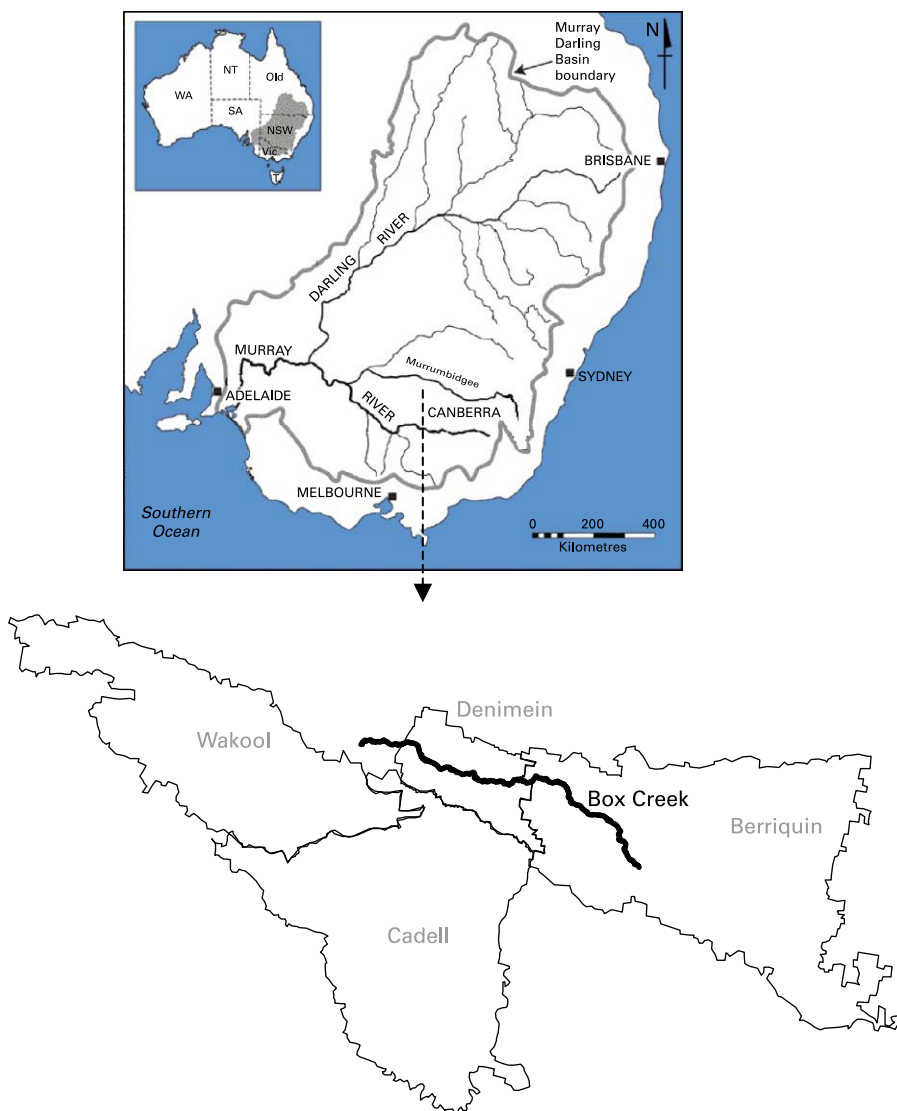 NT
Old
WA
SA
NSW
Vic
T
Murray
Darling
Basin
boundary
N
BRISBANE
DARLING RIVER
MURRAY
RIVER
Murrumbidgee
SYDNEY
ADELAIDE
CANBERRA
MELBOURNE
Southern
Ocean
0 200 400
Kilometres
Denimein
Wakool
Box Creek
Berriquin
Cadell